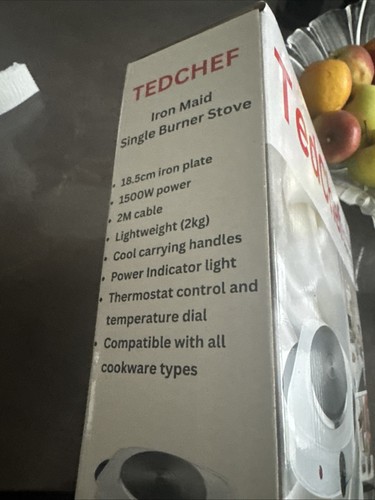 TEDCHEF
Iron Maid
Single Burner Stove
• 18.5cm iron plate
• 1500W power
• 2M cable
• Lightweight (2kg)
• Cool carrying handles
• Power Indicator light
• Thermostat control and
temperature dial
• Compatible with all
cookware types